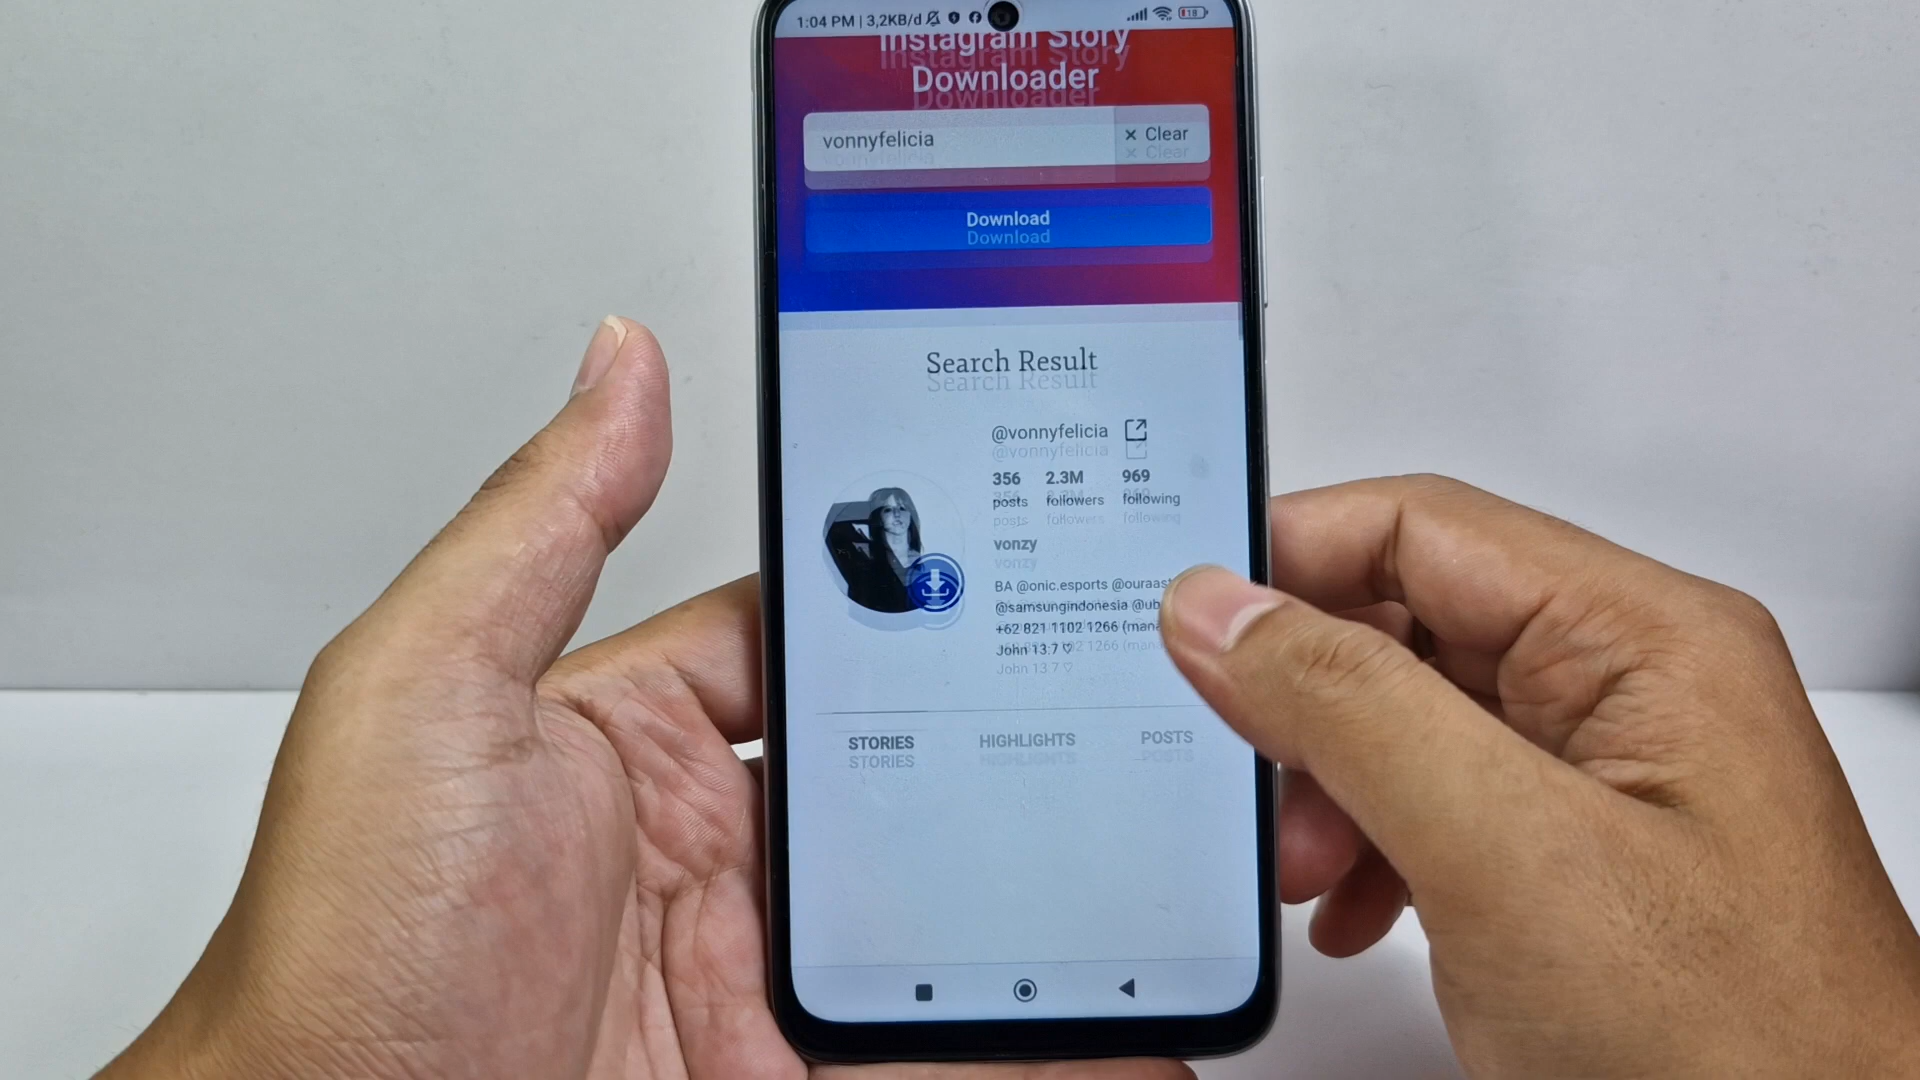 1:04 PM | 3,2KB/d
18
Instagram Story
Downloader
vonnyfelicia
× Clear
Download
Search Result
@vonnyfelicia
356 2.3M 969
posts followers following
vonzy
BA @onic.esports
@samsungindonesia
+62 821 1102 1266
John 13:7 ♡
STORIES HIGHLIGHTS POSTS